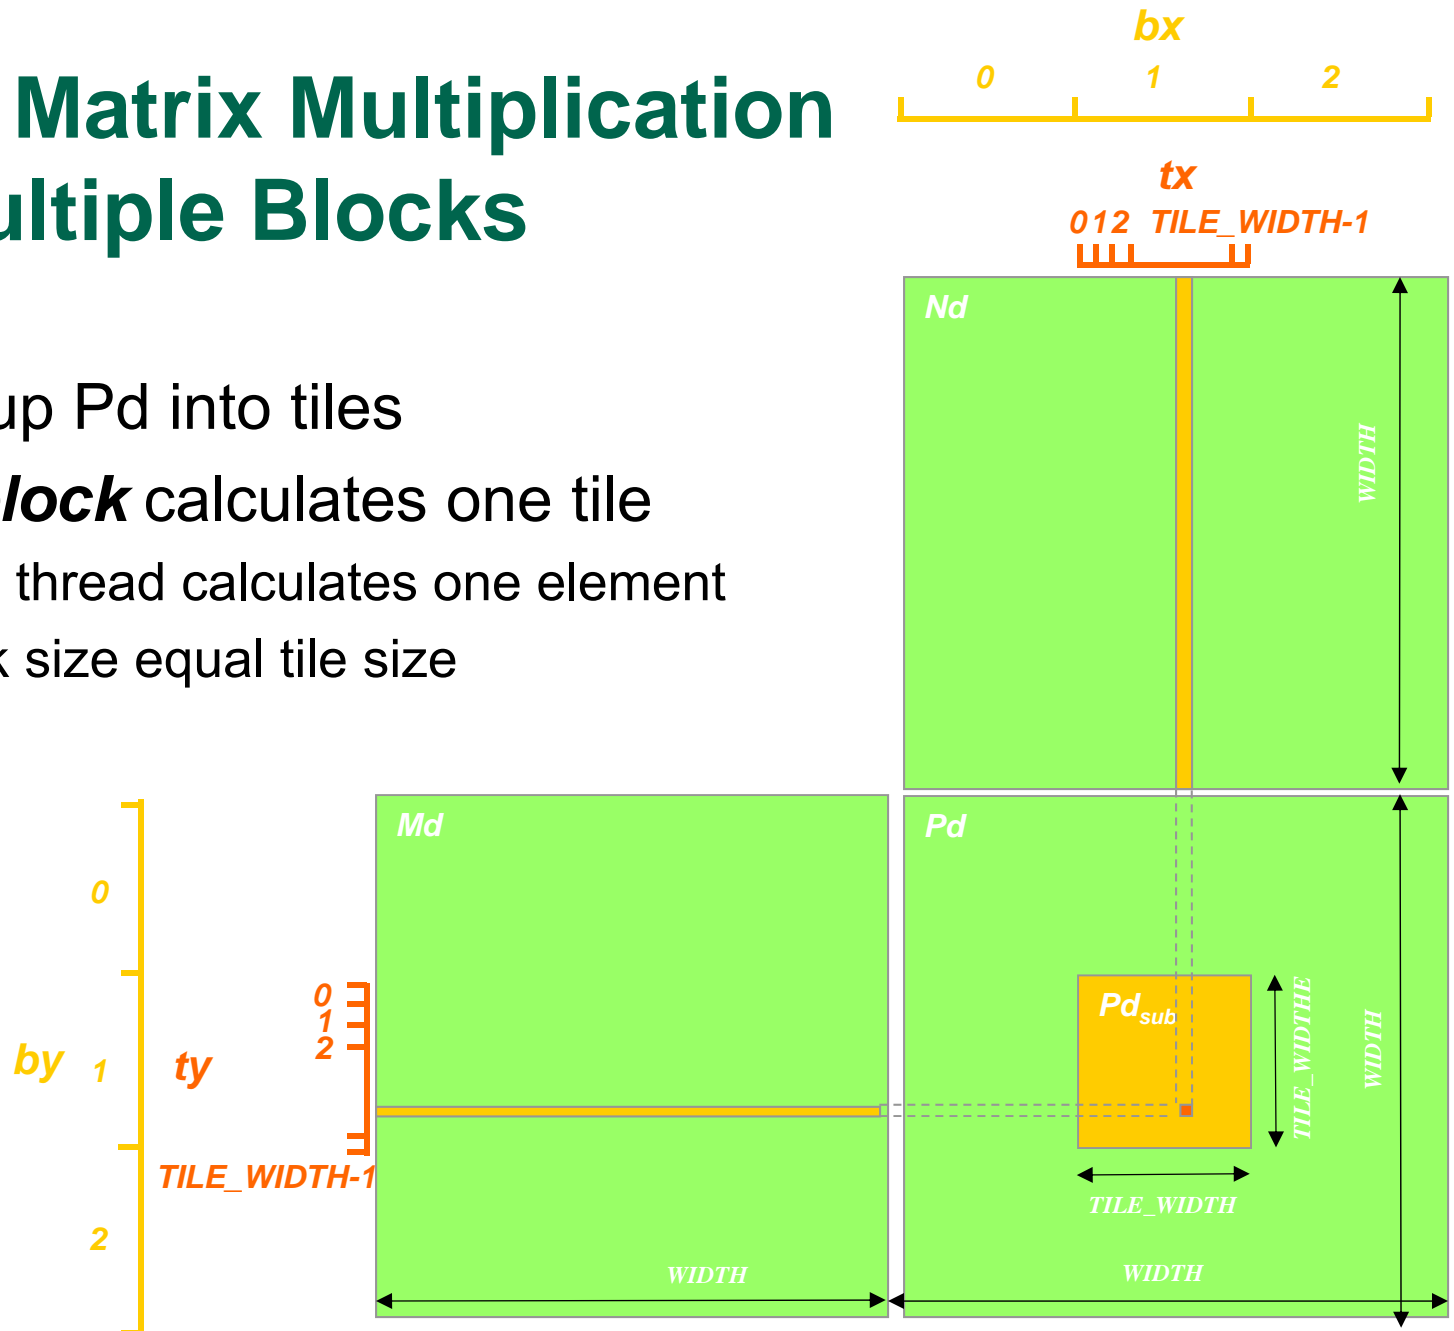 Matrix Multiplication
ultiple Blocks
up Pd into tiles
lock calculates one tile
thread calculates one element
k size equal tile size
bx
0 1 2
tx
0 1 2 TILE_WIDTH-1
Nd
WIDTH
Md
Pd
Pdsub
TILE_WIDTHE
WIDTH
TILE_WIDTH
WIDTH
WIDTH
by
0
1
2
ty
0
1
2
TILE_WIDTH-1